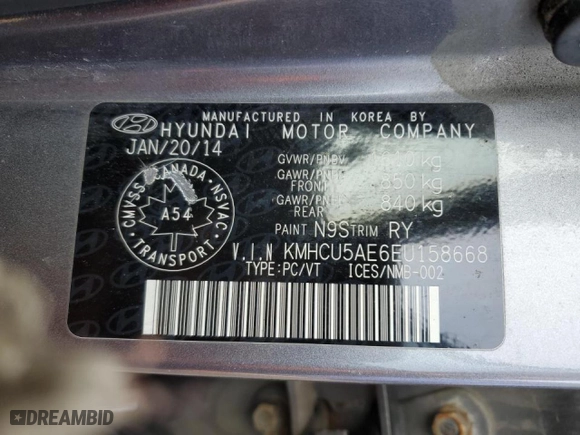 MANUFACTURED IN KOREA BY
HYUNDAI MOTOR COMPANY
JAN/20/14
GVWR/PNBV kg
GAWR/PNBE 850 kg
FRONT
GAWR/PNBE 840 kg
REAR
CMVSS CANADA NSVAC
A54
TRANSPORT
PAINT N9S TRIM RY
V.I.N KMHCU5AE6EU158668
TYPE:PC/VT ICES/NMB-002
DREAMBID